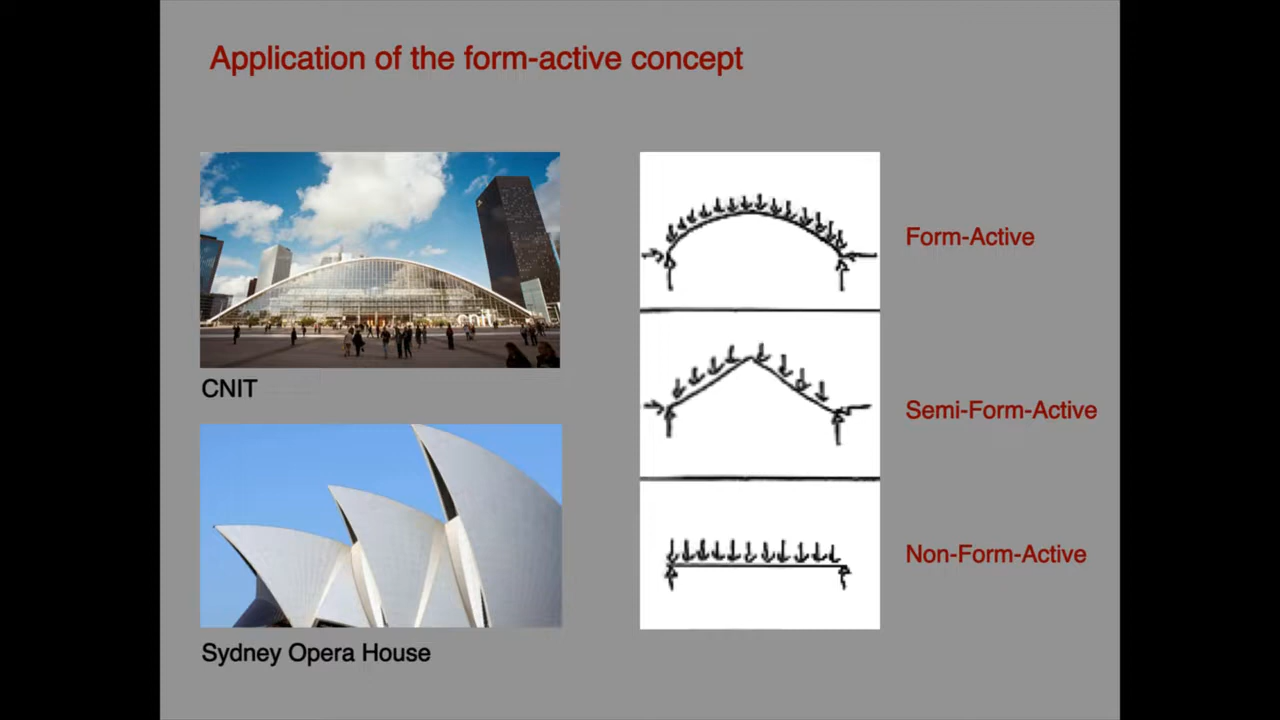 Application of the form-active concept
CNIT
Sydney Opera House
Form-Active
Semi-Form-Active
Non-Form-Active